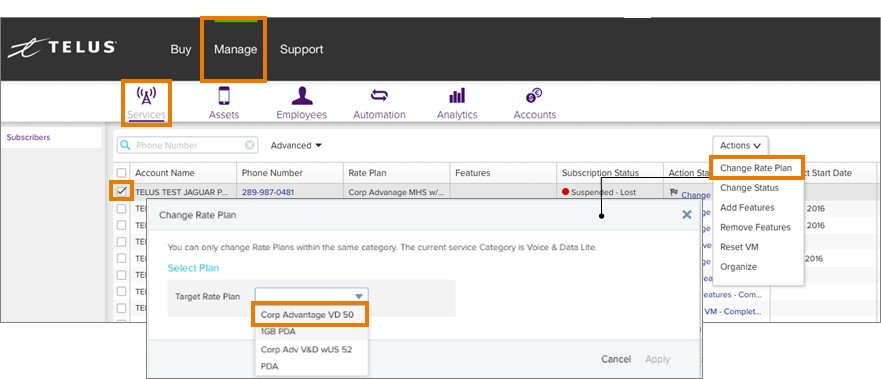 TELUS
Buy
Manage
Support
Services
Assets
Employees
Automation
Analytics
Accounts
Subscribers
Phone Number
Advanced
Actions
Account Name
Phone Number
Rate Plan
Features
Subscription Status
Action Sta
ct Start Date
Change Rate Plan
Change Status
Add Features
Remove Features
Reset VM
Organize
TELUS TEST JAGUAR P...
289-987-0481
Corp Advanage MHS w/...
Suspended - Lost
Change
TEL
TEL
TEL
TEL
TEL
TEL
TEL
2016
2016
2016
eatures - Com...
VM - Complet...
Change Rate Plan
You can only change Rate Plans within the same category. The current service Category is Voice & Data Lite.
Select Plan
Target Rate Plan
Corp Advantage VD 50
1GB PDA
Corp Adv V&D wUS 52
PDA
Cancel
Apply